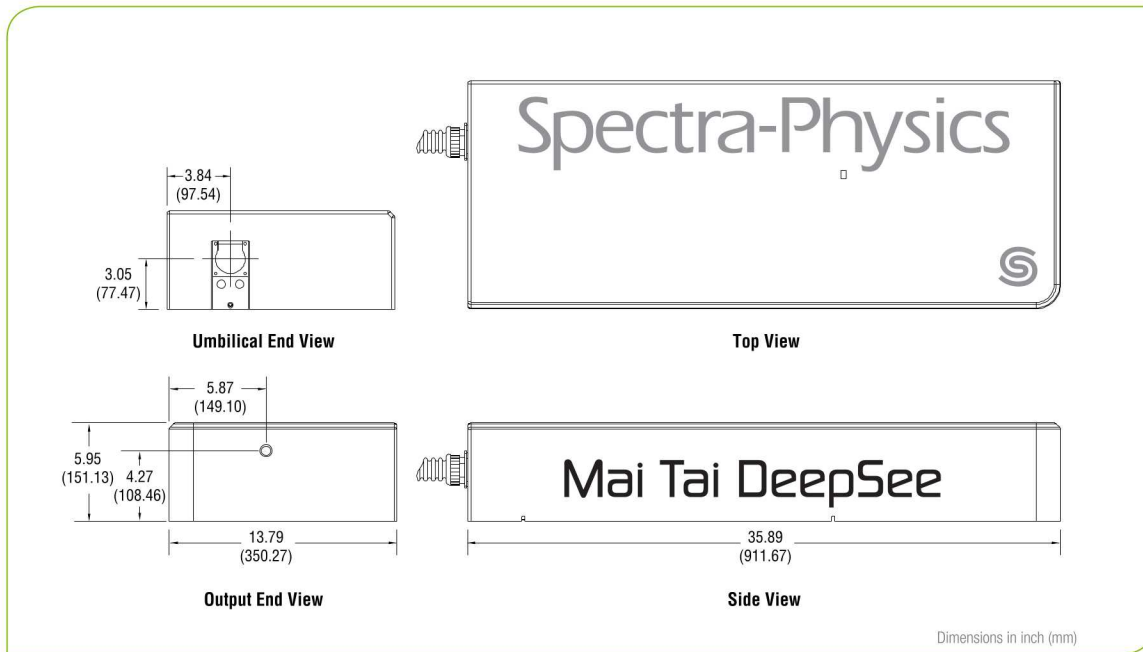 Spectra-Physics
3.84
(97.54)
3.05
(77.47)
Umbilical End View
Top View
5.87
(149.10)
5.95
(151.13)
4.27
(108.46)
13.79
(350.27)
Output End View
Mai Tai DeepSee
35.89
(911.67)
Side View
Dimensions in inch (mm)